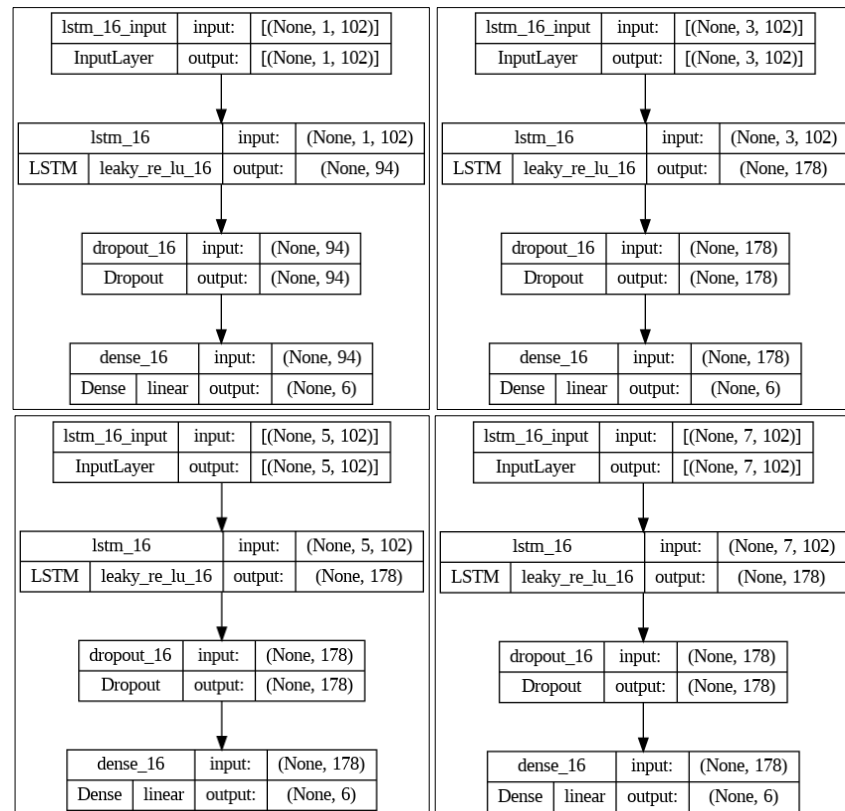 lstm_16_input input: [(None, 1, 102)]
InputLayer output: [(None, 1, 102)]
lstm_16 input: (None, 1, 102)
LSTM leaky_re_lu_16 output: (None, 94)
dropout_16 input: (None, 94)
Dropout output: (None, 94)
dense_16 input: (None, 94)
Dense linear output: (None, 6)
lstm_16_input input: [(None, 3, 102)]
InputLayer output: [(None, 3, 102)]
lstm_16 input: (None, 3, 102)
LSTM leaky_re_lu_16 output: (None, 178)
dropout_16 input: (None, 178)
Dropout output: (None, 178)
dense_16 input: (None, 178)
Dense linear output: (None, 6)
lstm_16_input input: [(None, 5, 102)]
InputLayer output: [(None, 5, 102)]
lstm_16 input: (None, 5, 102)
LSTM leaky_re_lu_16 output: (None, 178)
dropout_16 input: (None, 178)
Dropout output: (None, 178)
dense_16 input: (None, 178)
Dense linear output: (None, 6)
lstm_16_input input: [(None, 7, 102)]
InputLayer output: [(None, 7, 102)]
lstm_16 input: (None, 7, 102)
LSTM leaky_re_lu_16 output: (None, 178)
dropout_16 input: (None, 178)
Dropout output: (None, 178)
dense_16 input: (None, 178)
Dense linear output: (None, 6)